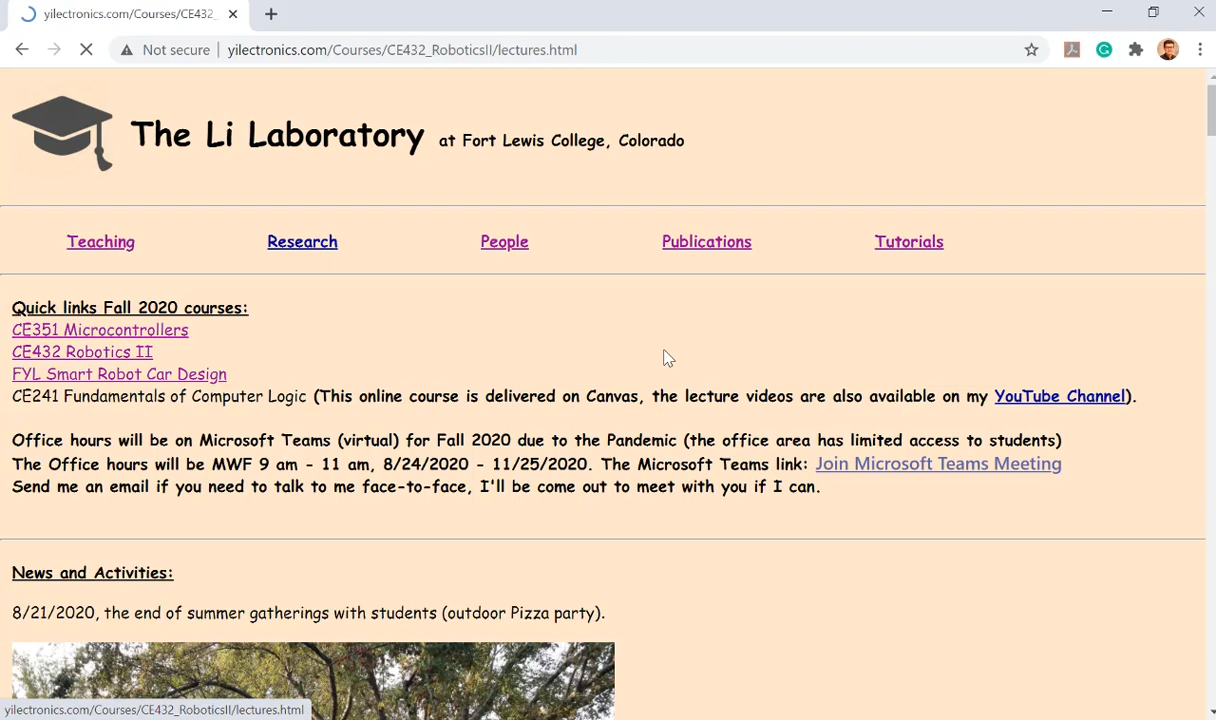 yilectronics.com/Courses/CE432_
Not secure | yilectronics.com/Courses/CE432_RoboticsII/lectures.html
The Li Laboratory at Fort Lewis College, Colorado
Teaching Research People Publications Tutorials
Quick links Fall 2020 courses:
CE351 Microcontrollers
CE432 Robotics II
FYL Smart Robot Car Design
CE241 Fundamentals of Computer Logic (This online course is delivered on Canvas, the lecture videos are also available on my YouTube Channel).
Office hours will be on Microsoft Teams (virtual) for Fall 2020 due to the Pandemic (the office area has limited access to students)
The Office hours will be MWF 9 am - 11 am, 8/24/2020 - 11/25/2020. The Microsoft Teams link: Join Microsoft Teams Meeting
Send me an email if you need to talk to me face-to-face, I'll be come out to meet with you if I can.
News and Activities:
8/21/2020, the end of summer gatherings with students (outdoor Pizza party).
yilectronics.com/Courses/CE432_RoboticsII/lectures.html